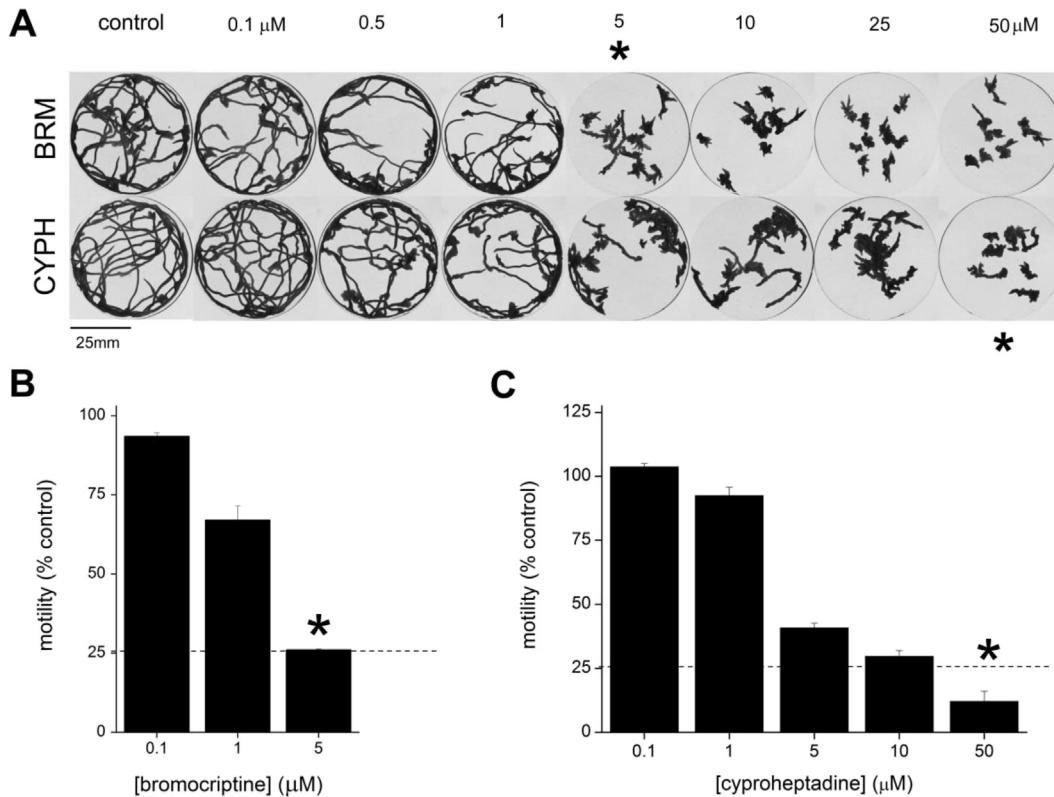 A
control 0.1 μM 0.5 1 5 10 25 50 μM
*
BRM
CYPH
25mm
*
B
100
75
50
25
0
motility (% control)
*
0.1 1 5
[bromocriptine] (μM)
C
125
100
75
50
25
0
motility (% control)
*
0.1 1 5 10 50
[cyproheptadine] (μM)